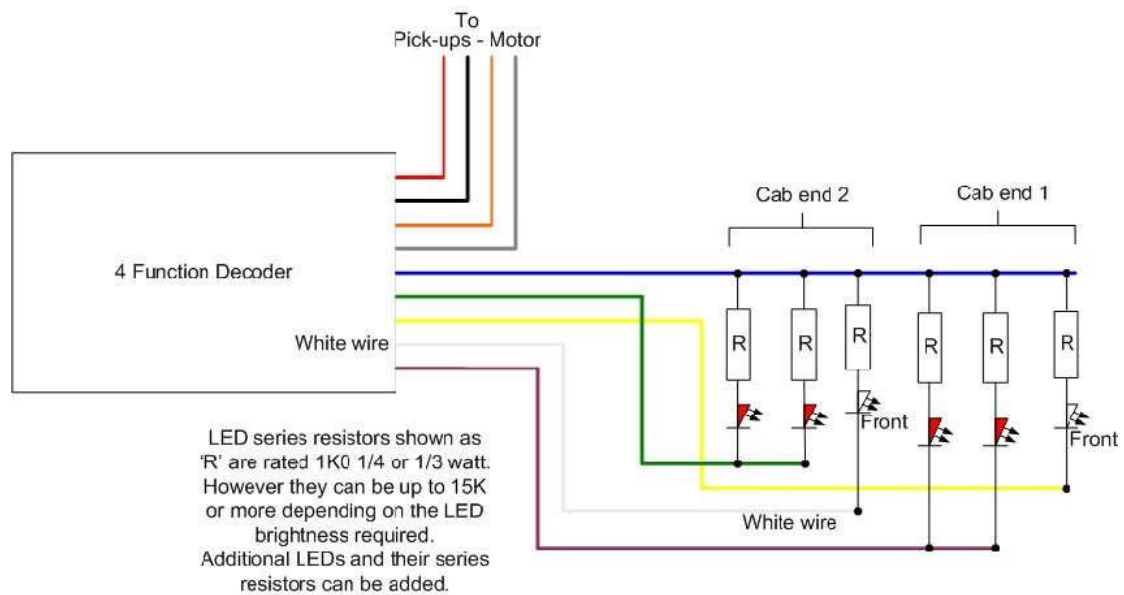 To
Pick-ups - Motor
Cab end 2
Cab end 1
4 Function Decoder
R
R
R
R
R
R
White wire
Front
Front
White wire
LED series resistors shown as
'R' are rated 1K0 1/4 or 1/3 watt.
However they can be up to 15K
or more depending on the LED
brightness required.
Additional LEDs and their series
resistors can be added.